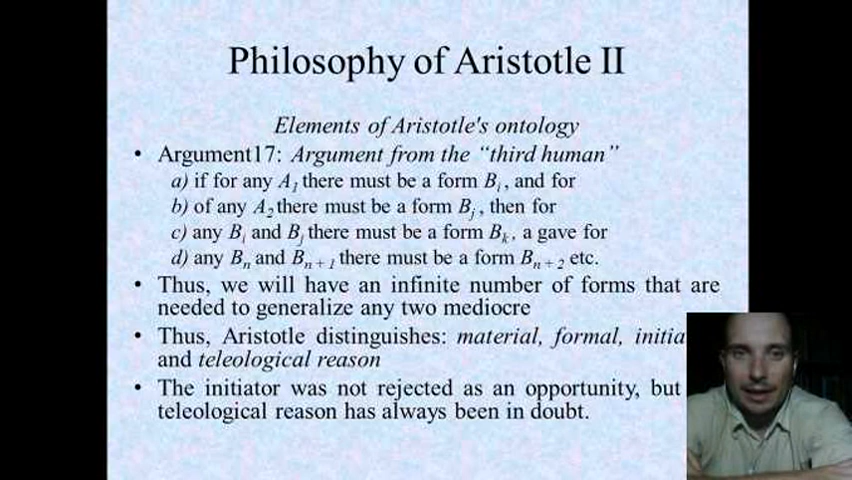 Philosophy of Aristotle II
Elements of Aristotle's ontology
• Argument17: Argument from the “third human”
a) if for any A1 there must be a form Bi, and for
b) of any A2 there must be a form Bj, then for
c) any Bi and Bj there must be a form Bk, a gave for
d) any Bn and Bn+1 there must be a form Bn+2 etc.
• Thus, we will have an infinite number of forms that are
needed to generalize any two mediocre
• Thus, Aristotle distinguishes: material, formal, initia
and teleological reason
• The initiator was not rejected as an opportunity, but
teleological reason has always been in doubt.